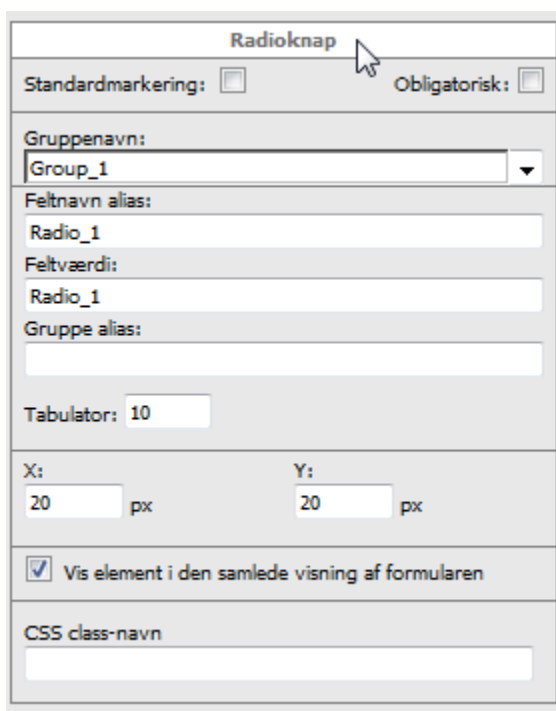 Radioknap
Standardmarkering: Obligatorisk:
Gruppenavn:
Group_1
Feltnavn alias:
Radio_1
Feltværdi:
Radio_1
Gruppe alias:
Tabulator: 10
X: Y:
20 px 20 px
Vis element i den samlede visning af formularen
CSS class-navn